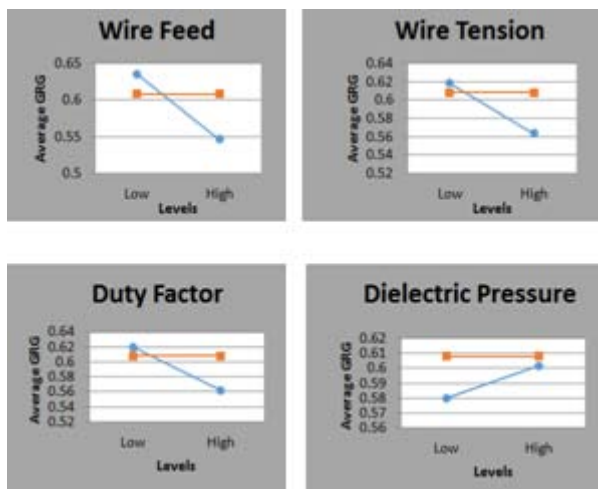 Wire Feed
Average GRG
0.65
0.6
0.55
0.5
Low High
Levels
Wire Tension
Average GRG
0.64
0.62
0.6
0.58
0.56
0.54
0.52
Low High
Levels
Duty Factor
Average GRG
0.64
0.62
0.6
0.58
0.56
0.54
0.52
Low High
Levels
Dielectric Pressure
Average GRG
0.62
0.61
0.6
0.59
0.58
0.57
0.56
Low High
Levels